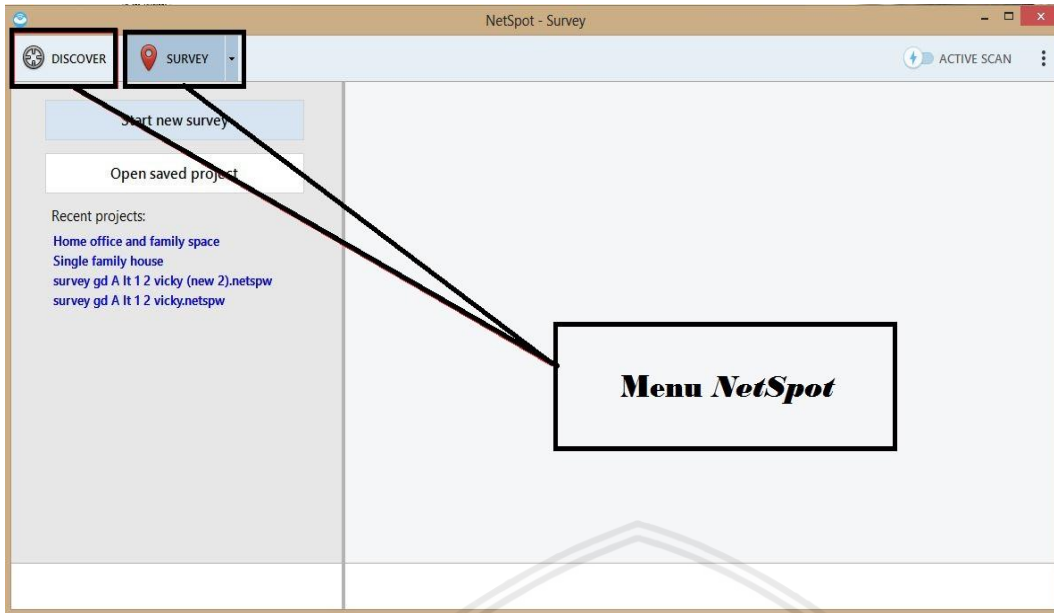 NetSpot - Survey
DISCOVER
SURVEY
ACTIVE SCAN
Start new survey
Open saved project
Recent projects:
Home office and family space
Single family house
survey gd A lt 1 2 vicky (new 2).netspw
survey gd A lt 1 2 vicky.netspw
Menu NetSpot